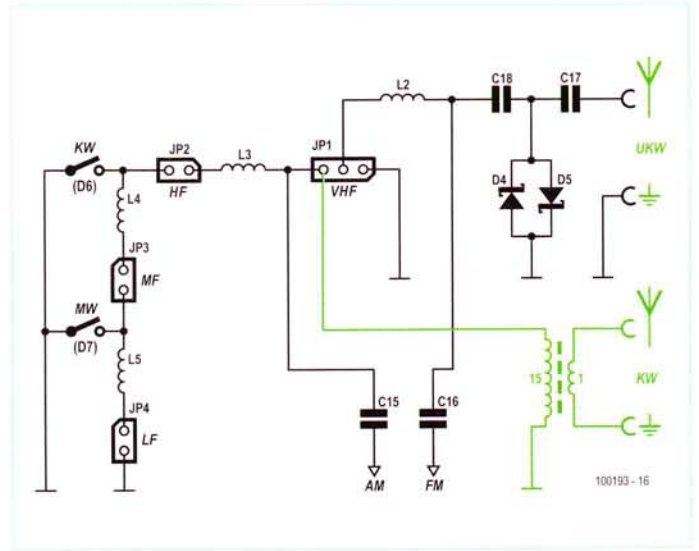 C18
C17
L2
UKW
KW
(D6)
JP2
HF
L3
JP1
VHF
D4
D5
L4
JP3
MF
MW
(D7)
L5
JP4
LF
C15
C16
AM
FM
15
1
KW
100193 - 16